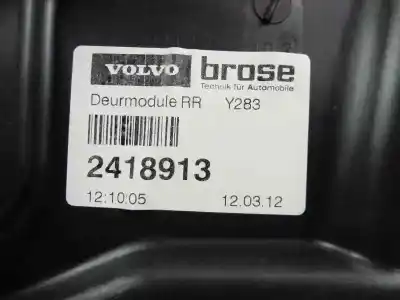 VOLVO brose
Technik für Automobile
Deurmodule RR Y283
2418913
12:10:05 12.03.12